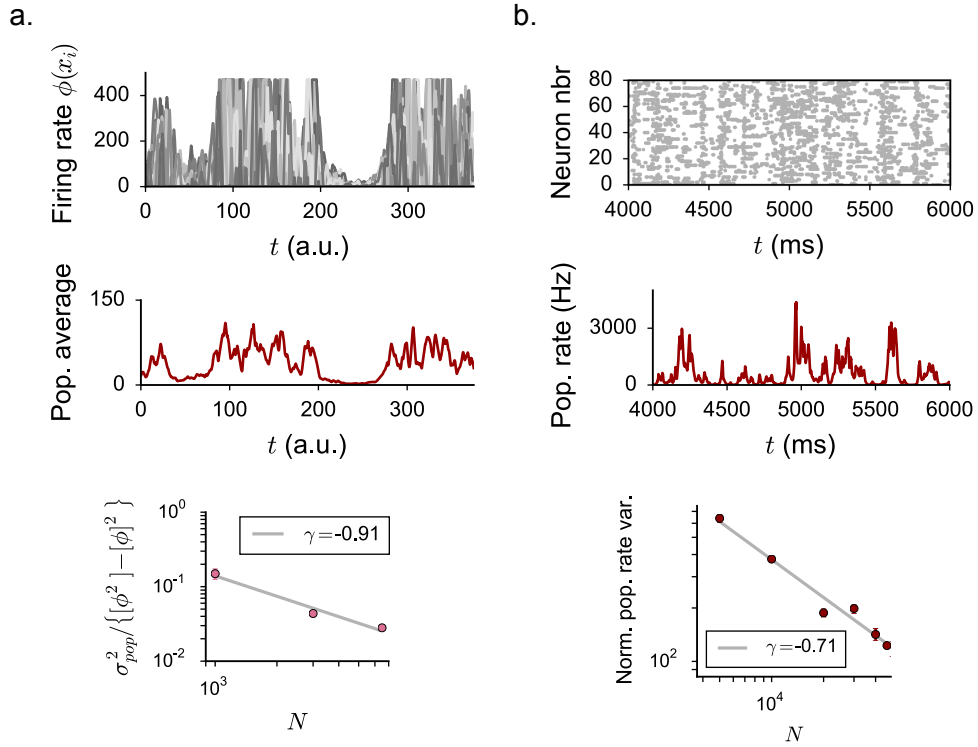 a.
Firing rate ϕ(x_i)
400
200
0
0 100 200 300
t (a.u.)
Pop. average
150
0
0 100 200 300
t (a.u.)
σ²_pop/{[ϕ²]−[ϕ]²}
10⁰
10⁻¹
10⁻²
γ=-0.91
10³
N
b.
Neuron nbr
80
60
40
20
0
4000 4500 5000 5500 6000
t (ms)
Pop. rate (Hz)
3000
0
4000 4500 5000 5500 6000
t (ms)
Norm. pop. rate var.
10²
γ=-0.71
10⁴
N